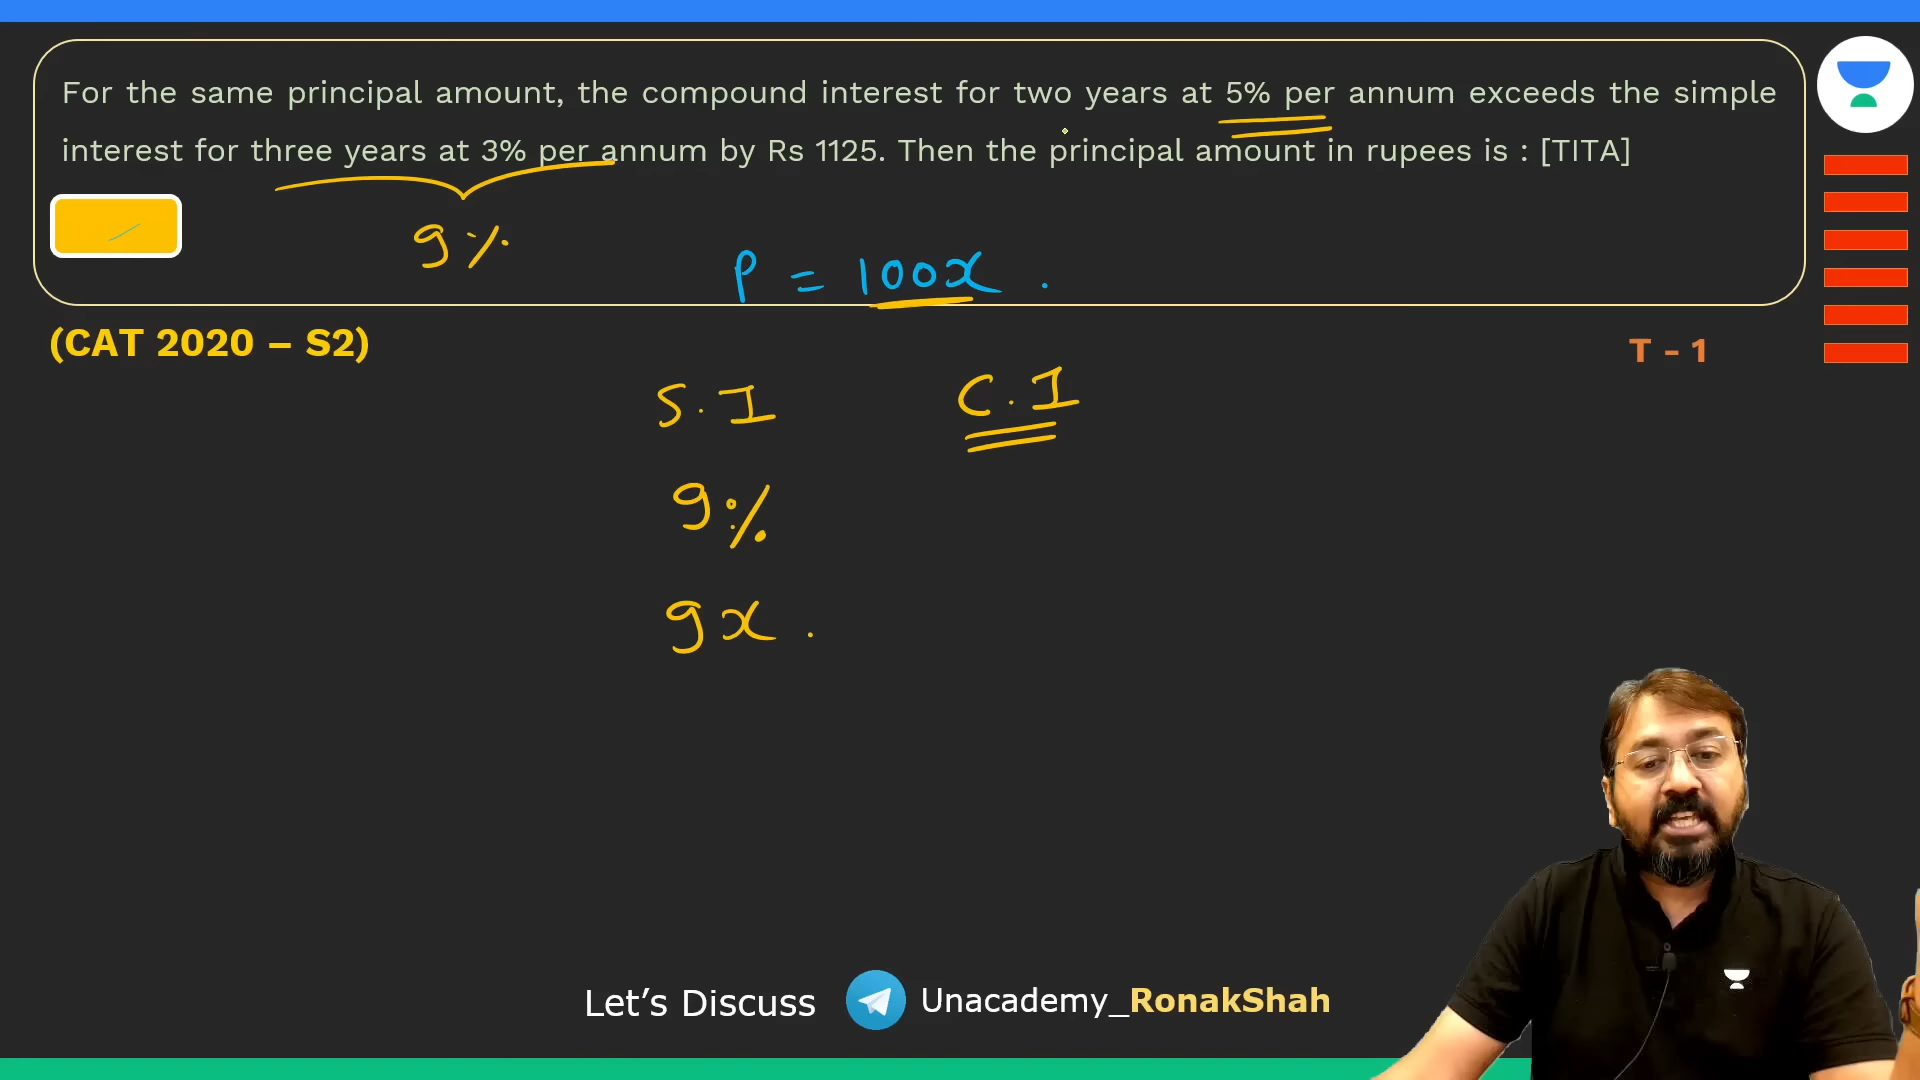 For the same principal amount, the compound interest for two years at 5% per annum exceeds the simple
interest for three years at 3% per annum by Rs 1125. Then the principal amount in rupees is : [TITA]
9%
P = 100x .
(CAT 2020 – S2)
T - 1
S.I C.I
9%
9x .
Let’s Discuss Unacademy_RonakShah